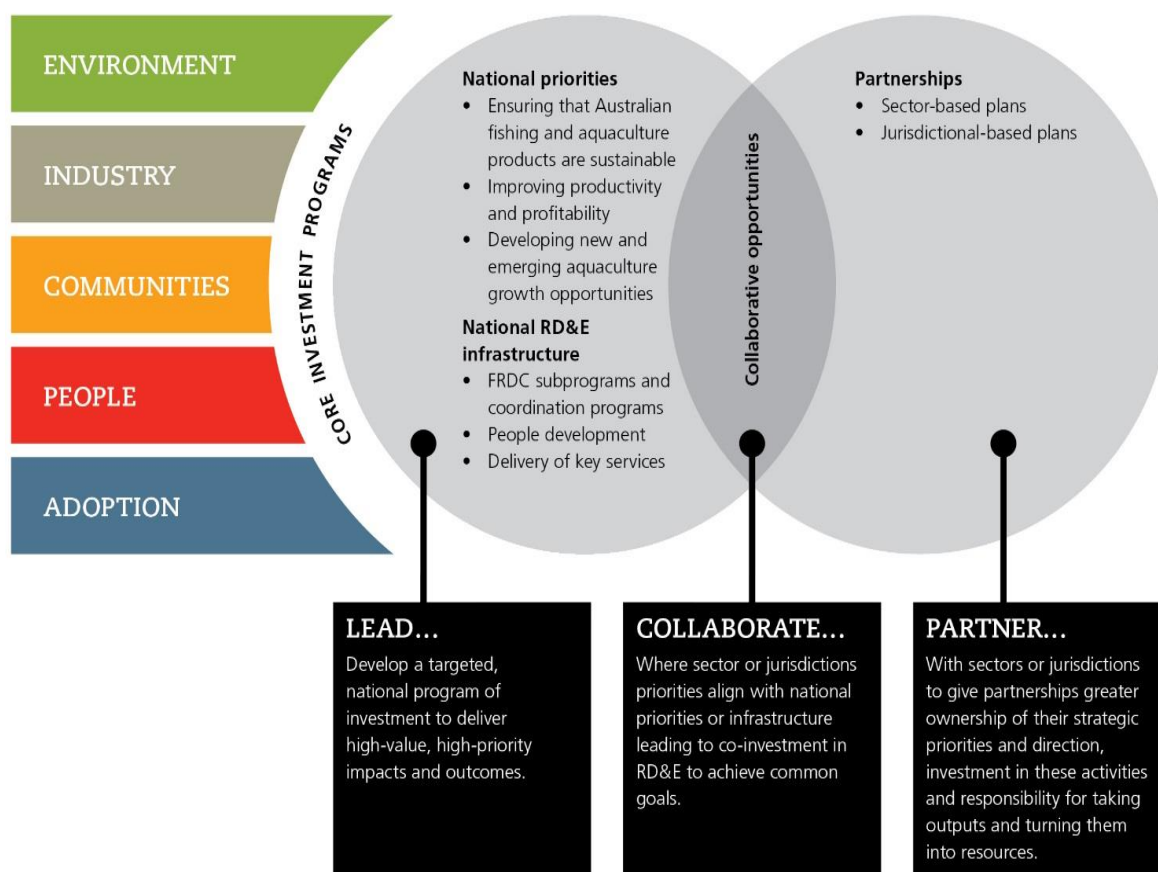 ENVIRONMENT
INDUSTRY
COMMUNITIES
PEOPLE
ADOPTION
CORE INVESTMENT PROGRAMS
National priorities
• Ensuring that Australian
fishing and aquaculture
products are sustainable
• Improving productivity
and profitability
• Developing new and
emerging aquaculture
growth opportunities
National RD&E
infrastructure
• FRDC subprograms and
coordination programs
• People development
• Delivery of key services
Collaborative opportunities
Partnerships
• Sector-based plans
• Jurisdictional-based plans
LEAD...
Develop a targeted,
national program of
investment to deliver
high-value, high-priority
impacts and outcomes.
COLLABORATE...
Where sector or jurisdictions
priorities align with national
priorities or infrastructure
leading to co-investment in
RD&E to achieve common
goals.
PARTNER...
With sectors or jurisdictions
to give partnerships greater
ownership of their strategic
priorities and direction,
investment in these activities
and responsibility for taking
outputs and turning them
into resources.